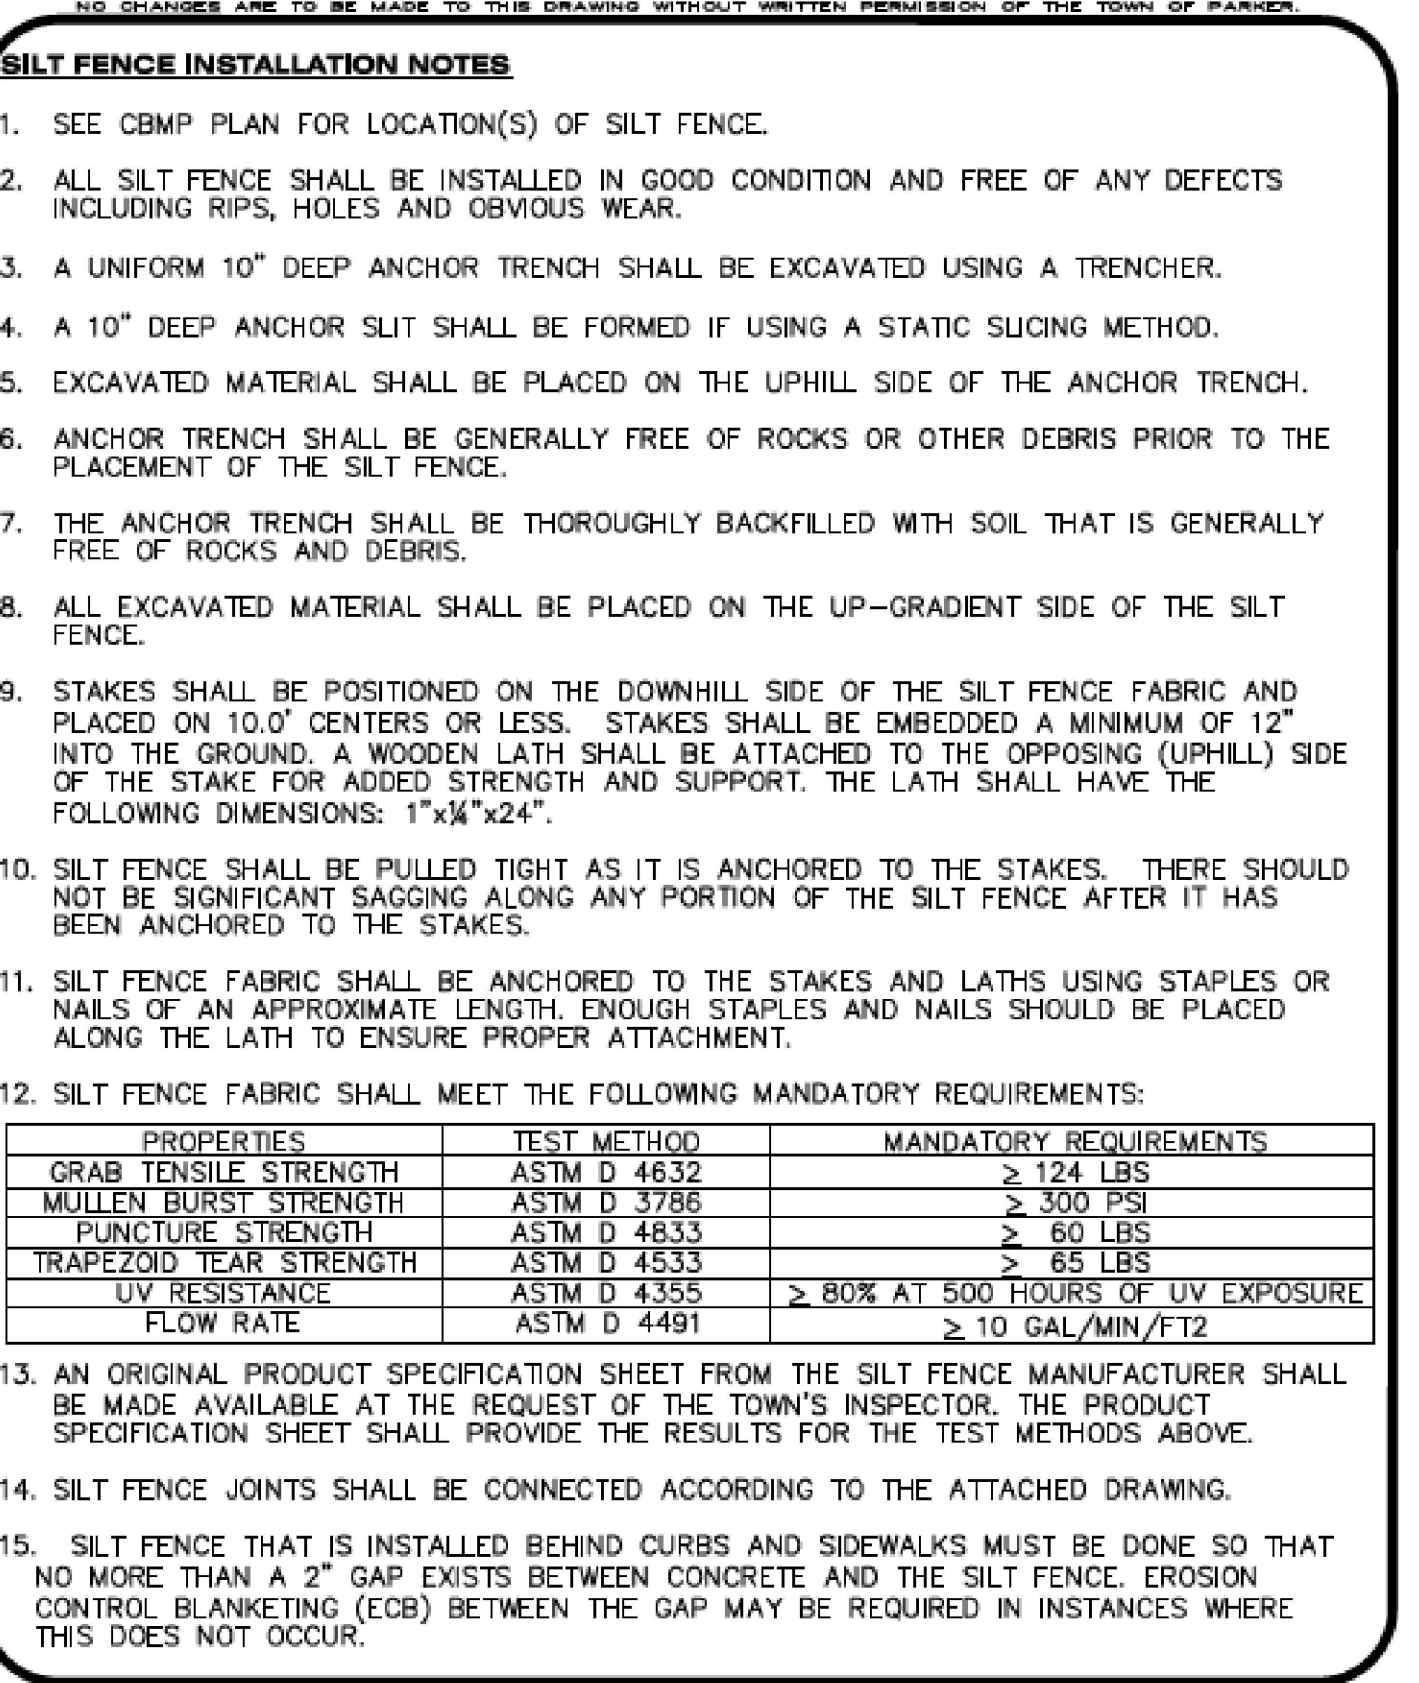 NO CHANGES ARE TO BE MADE TO THIS DRAWING WITHOUT WRITTEN PERMISSION OF THE TOWN OF PARKER.
SILT FENCE INSTALLATION NOTES
1. SEE CBMP PLAN FOR LOCATION(S) OF SILT FENCE.
2. ALL SILT FENCE SHALL BE INSTALLED IN GOOD CONDITION AND FREE OF ANY DEFECTS
INCLUDING RIPS, HOLES AND OBVIOUS WEAR.
3. A UNIFORM 10" DEEP ANCHOR TRENCH SHALL BE EXCAVATED USING A TRENCHER.
4. A 10" DEEP ANCHOR SLIT SHALL BE FORMED IF USING A STATIC SLICING METHOD.
5. EXCAVATED MATERIAL SHALL BE PLACED ON THE UPHILL SIDE OF THE ANCHOR TRENCH.
6. ANCHOR TRENCH SHALL BE GENERALLY FREE OF ROCKS OR OTHER DEBRIS PRIOR TO THE
PLACEMENT OF THE SILT FENCE.
7. THE ANCHOR TRENCH SHALL BE THOROUGHLY BACKFILLED WITH SOIL THAT IS GENERALLY
FREE OF ROCKS AND DEBRIS.
8. ALL EXCAVATED MATERIAL SHALL BE PLACED ON THE UP-GRADIENT SIDE OF THE SILT
FENCE.
9. STAKES SHALL BE POSITIONED ON THE DOWNHILL SIDE OF THE SILT FENCE FABRIC AND
PLACED ON 10.0' CENTERS OR LESS. STAKES SHALL BE EMBEDDED A MINIMUM OF 12"
INTO THE GROUND. A WOODEN LATH SHALL BE ATTACHED TO THE OPPOSING (UPHILL) SIDE
OF THE STAKE FOR ADDED STRENGTH AND SUPPORT. THE LATH SHALL HAVE THE
FOLLOWING DIMENSIONS: 1"x¼"x24".
10. SILT FENCE SHALL BE PULLED TIGHT AS IT IS ANCHORED TO THE STAKES. THERE SHOULD
NOT BE SIGNIFICANT SAGGING ALONG ANY PORTION OF THE SILT FENCE AFTER IT HAS
BEEN ANCHORED TO THE STAKES.
11. SILT FENCE FABRIC SHALL BE ANCHORED TO THE STAKES AND LATHS USING STAPLES OR
NAILS OF AN APPROXIMATE LENGTH. ENOUGH STAPLES AND NAILS SHOULD BE PLACED
ALONG THE LATH TO ENSURE PROPER ATTACHMENT.
12. SILT FENCE FABRIC SHALL MEET THE FOLLOWING MANDATORY REQUIREMENTS:
PROPERTIES TEST METHOD MANDATORY REQUIREMENTS
GRAB TENSILE STRENGTH ASTM D 4632 ≥ 124 LBS
MULLEN BURST STRENGTH ASTM D 3786 ≥ 300 PSI
PUNCTURE STRENGTH ASTM D 4833 ≥ 60 LBS
TRAPEZOID TEAR STRENGTH ASTM D 4533 ≥ 65 LBS
UV RESISTANCE ASTM D 4355 ≥ 80% AT 500 HOURS OF UV EXPOSURE
FLOW RATE ASTM D 4491 ≥ 10 GAL/MIN/FT2
13. AN ORIGINAL PRODUCT SPECIFICATION SHEET FROM THE SILT FENCE MANUFACTURER SHALL
BE MADE AVAILABLE AT THE REQUEST OF THE TOWN'S INSPECTOR. THE PRODUCT
SPECIFICATION SHEET SHALL PROVIDE THE RESULTS FOR THE TEST METHODS ABOVE.
14. SILT FENCE JOINTS SHALL BE CONNECTED ACCORDING TO THE ATTACHED DRAWING.
15. SILT FENCE THAT IS INSTALLED BEHIND CURBS AND SIDEWALKS MUST BE DONE SO THAT
NO MORE THAN A 2" GAP EXISTS BETWEEN CONCRETE AND THE SILT FENCE. EROSION
CONTROL BLANKETING (ECB) BETWEEN THE GAP MAY BE REQUIRED IN INSTANCES WHERE
THIS DOES NOT OCCUR.